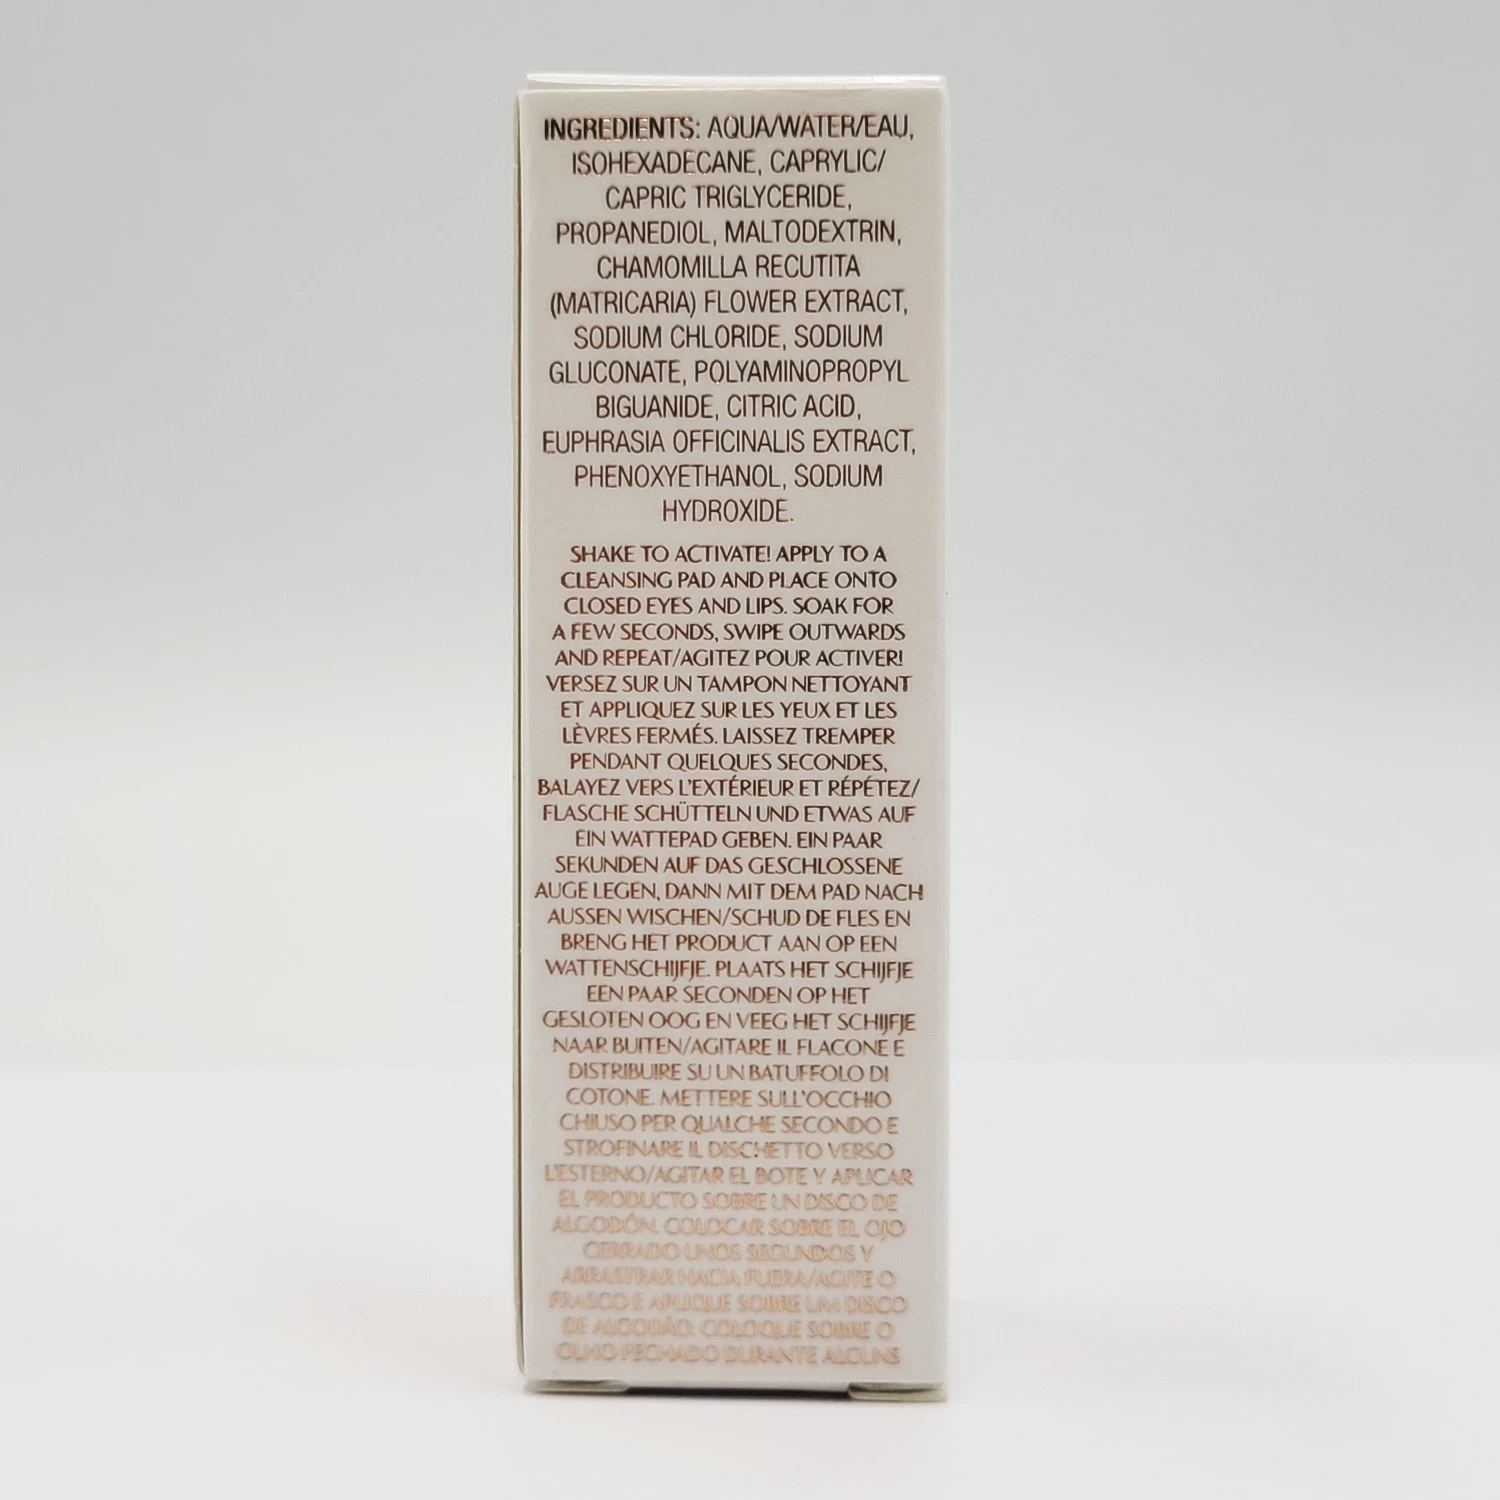 INGREDIENTS: AQUA/WATER/EAU,
ISOHEXADECANE, CAPRYLIC/
CAPRIC TRIGLYCERIDE,
PROPANEDIOL, MALTODEXTRIN,
CHAMOMILLA RECUTITA
(MATRICARIA) FLOWER EXTRACT,
SODIUM CHLORIDE, SODIUM
GLUCONATE, POLYAMINOPROPYL
BIGUANIDE, CITRIC ACID,
EUPHRASIA OFFICINALIS EXTRACT,
PHENOXYETHANOL, SODIUM
HYDROXIDE.
SHAKE TO ACTIVATE! APPLY TO A
CLEANSING PAD AND PLACE ONTO
CLOSED EYES AND LIPS. SOAK FOR
A FEW SECONDS, SWIPE OUTWARDS
AND REPEAT/AGITEZ POUR ACTIVER!
VERSEZ SUR UN TAMPON NETTOYANT
ET APPLIQUEZ SUR LES YEUX ET LES
LÈVRES FERMÉS. LAISSEZ TREMPER
PENDANT QUELQUES SECONDES,
BALAYEZ VERS L'EXTÉRIEUR ET RÉPÉTEZ/
FLASCHE SCHÜTTELN UND ETWAS AUF
EIN WATTEPAD GEBEN. EIN PAAR
SEKUNDEN AUF DAS GESCHLOSSENE
AUGE LEGEN, DANN MIT DEM PAD NACH
AUSSEN WISCHEN/SCHUD DE FLES EN
BRENG HET PRODUCT AAN OP EEN
WATTENSCHIJFJE. PLAATS HET SCHIJFJE
EEN PAAR SECONDEN OP HET
GESLOTEN OOG EN VEEG HET SCHIJFJE
NAAR BUITEN/AGITARE IL FLACONE E
DISTRIBUIRE SU UN BATUFFOLO DI
COTONE. METTERE SULL'OCCHIO
CHIUSO PER QUALCHE SECONDO E
STROFINARE IL DISCHETTO VERSO
L'ESTERNO/AGITAR EL BOTE Y APLICAR
EL PRODUCTO SOBRE UN DISCO DE
ALGODÓN. COLOCAR SOBRE EL OJO
CERRADO UNOS SEGUNDOS Y
ARRASTRAR HACIA FUERA/AGITE O
FRASCO E APLIQUE SOBRE UM DISCO
DE ALGODÃO. COLOQUE SOBRE O
OLHO FECHADO DURANTE ALGUNS